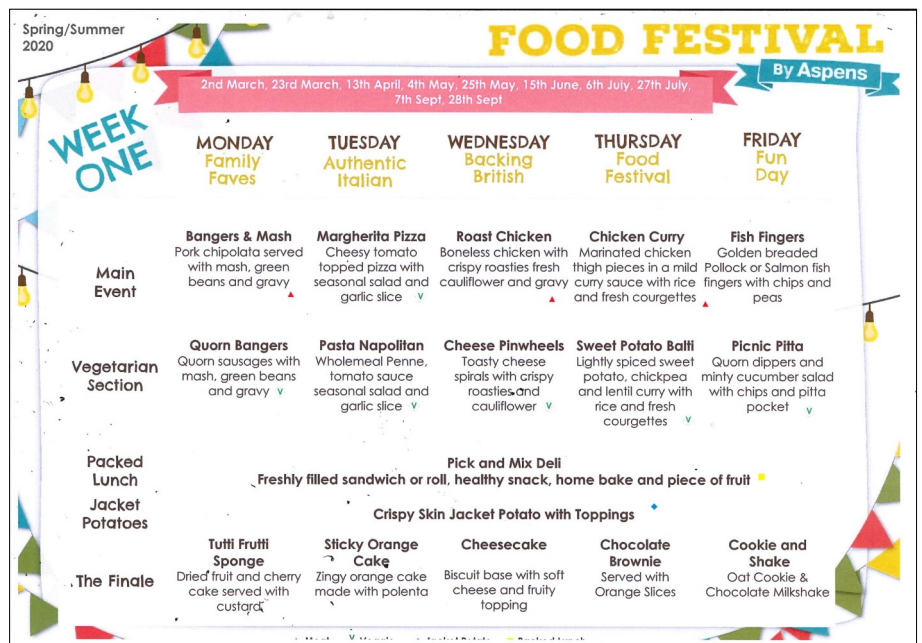 Spring/Summer
2020
FOOD FESTIVAL
By Aspens
2nd March, 23rd March, 13th April, 4th May, 25th May, 15th June, 6th July, 27th July,
7th Sept, 28th Sept
WEEK
ONE
MONDAY
Family
Faves
TUESDAY
Authentic
Italian
WEDNESDAY
Backing
British
THURSDAY
Food
Festival
FRIDAY
Fun
Day
Main
Event
Bangers & Mash
Pork chipolata served
with mash, green
beans and gravy
Margherita Pizza
Cheesy tomato
topped pizza with
seasonal salad and
garlic slice V
Roast Chicken
Boneless chicken with
crispy roasties fresh
cauliflower and gravy
Chicken Curry
Marinated chicken
thigh pieces in a mild
curry sauce with rice
and fresh courgettes
Fish Fingers
Golden breaded
Pollock or Salmon fish
fingers with chips and
peas
Vegetarian
Section
Quorn Bangers
Quorn sausages with
mash, green beans
and gravy V
Pasta Napolitan
Wholemeal Penne,
tomato sauce
seasonal salad and
garlic slice V
Cheese Pinwheels
Toasty cheese
spirals with crispy
roasties and
cauliflower V
Sweet Potato Balti
Lightly spiced sweet
potato, chickpea
and lentil curry with
rice and fresh
courgettes V
Picnic Pitta
Quorn dippers and
minty cucumber salad
with chips and pitta
pocket V
Packed
Lunch
Pick and Mix Deli
Freshly filled sandwich or roll, healthy snack, home bake and piece of fruit
Jacket
Potatoes
Crispy Skin Jacket Potato with Toppings
The Finale
Tutti Frutti
Sponge
Dried fruit and cherry
cake served with
custard
Sticky Orange
Cake
Zingy orange cake
made with polenta
Cheesecake
Biscuit base with soft
cheese and fruity
topping
Chocolate
Brownie
Served with
Orange Slices
Cookie and
Shake
Oat Cookie &
Chocolate Milkshake